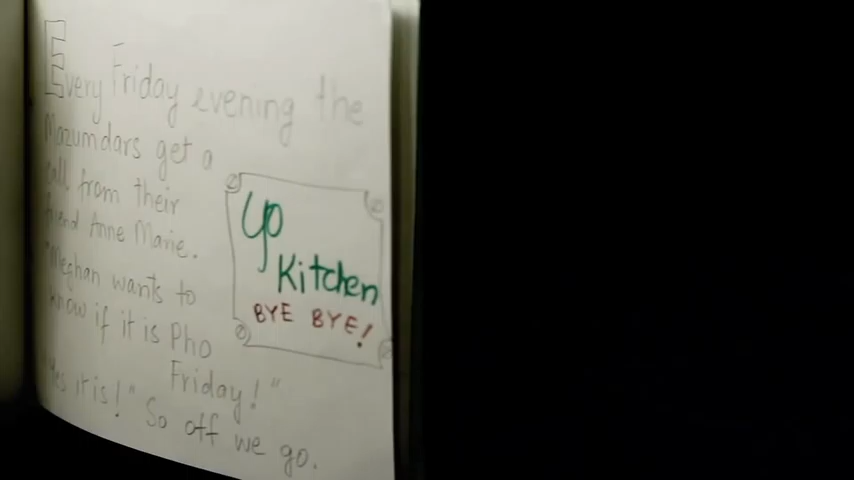 Every Friday evening the
Mazumdars get a
call from their
friend Anne Marie.
"Meghan wants to
know if it is Pho
Friday!"
"Yes it is!" So off we go.
Yo
Kitchen
BYE BYE!